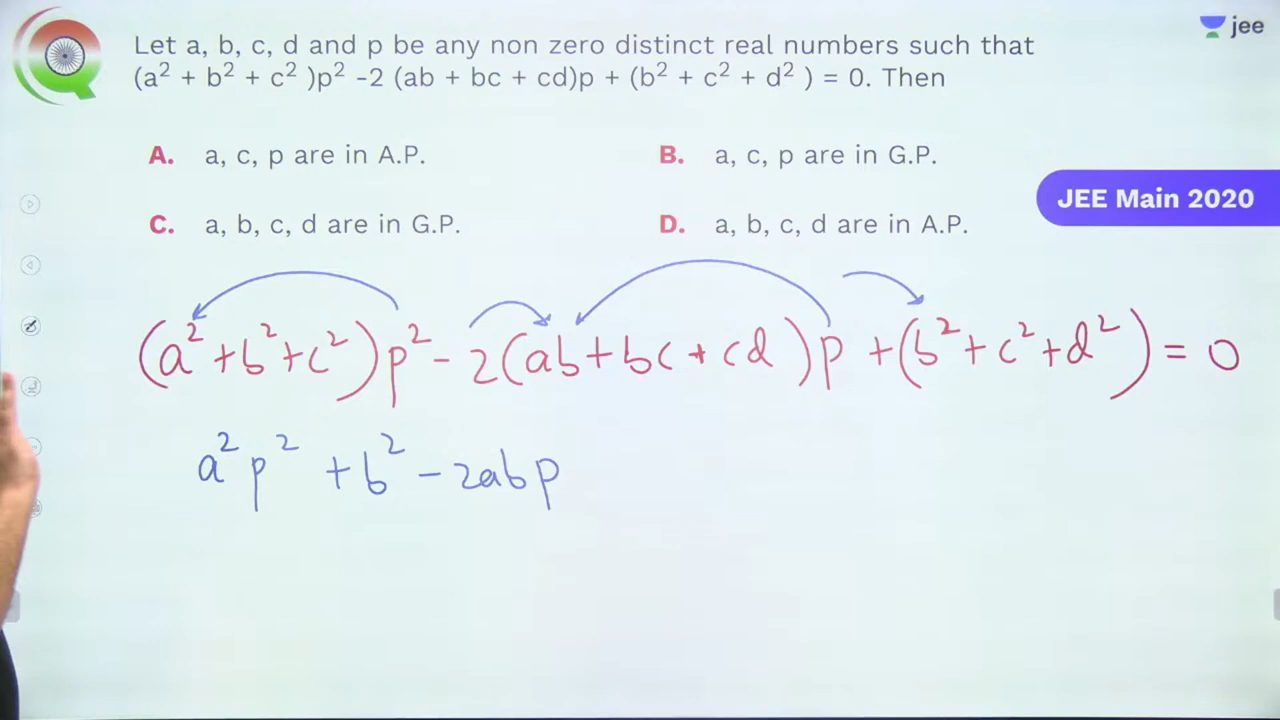 jee
Let a, b, c, d and p be any non zero distinct real numbers such that
(a² + b² + c² )p² -2 (ab + bc + cd)p + (b² + c² + d² ) = 0. Then
A. a, c, p are in A.P.
B. a, c, p are in G.P.
JEE Main 2020
C. a, b, c, d are in G.P.
D. a, b, c, d are in A.P.
(a² + b² + c²) p² - 2 (ab + bc + cd) p + (b² + c² + d²) = 0
a² p² + b² - 2abp